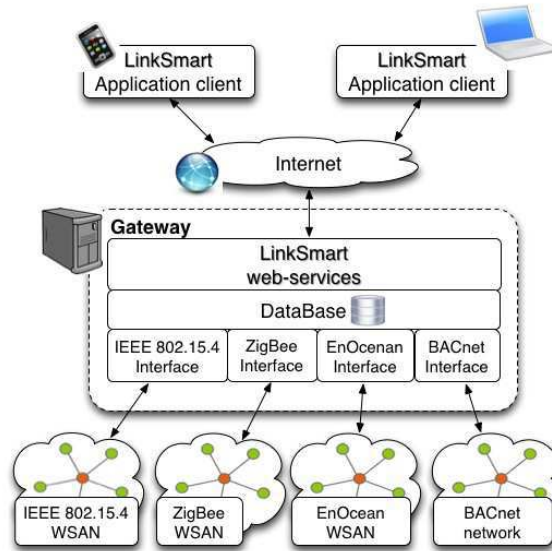 LinkSmart
Application client
LinkSmart
Application client
Internet
Gateway
LinkSmart
web-services
DataBase
IEEE 802.15.4
Interface
ZigBee
Interface
EnOcenan
Interface
BACnet
Interface
IEEE 802.15.4
WSAN
ZigBee
WSAN
EnOcean
WSAN
BACnet
network